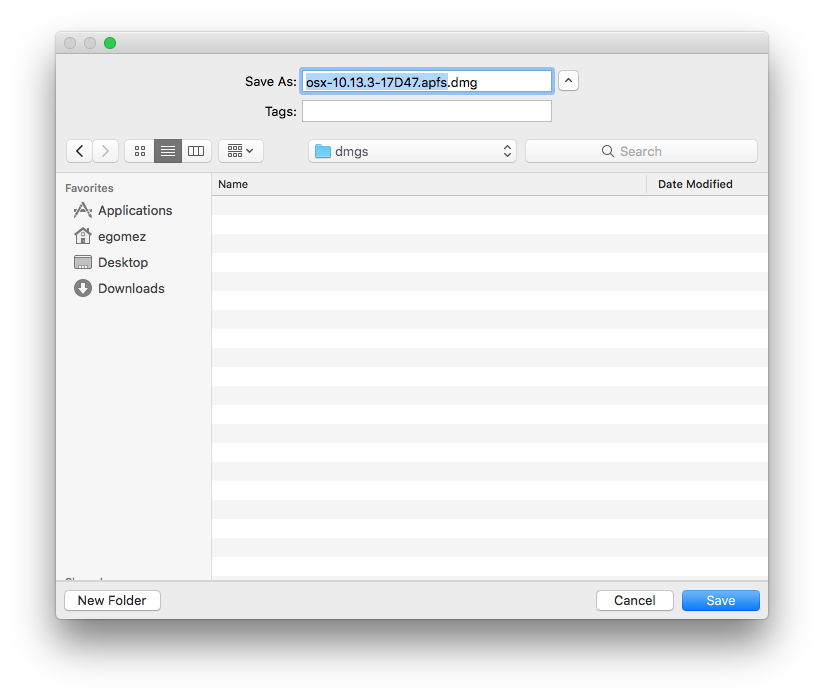 Save As: osx-10.13.3-17D47.apfs.dmg
Tags:
dmgs
Search
Favorites
Name
Date Modified
Applications
egomez
Desktop
Downloads
New Folder
Cancel
Save